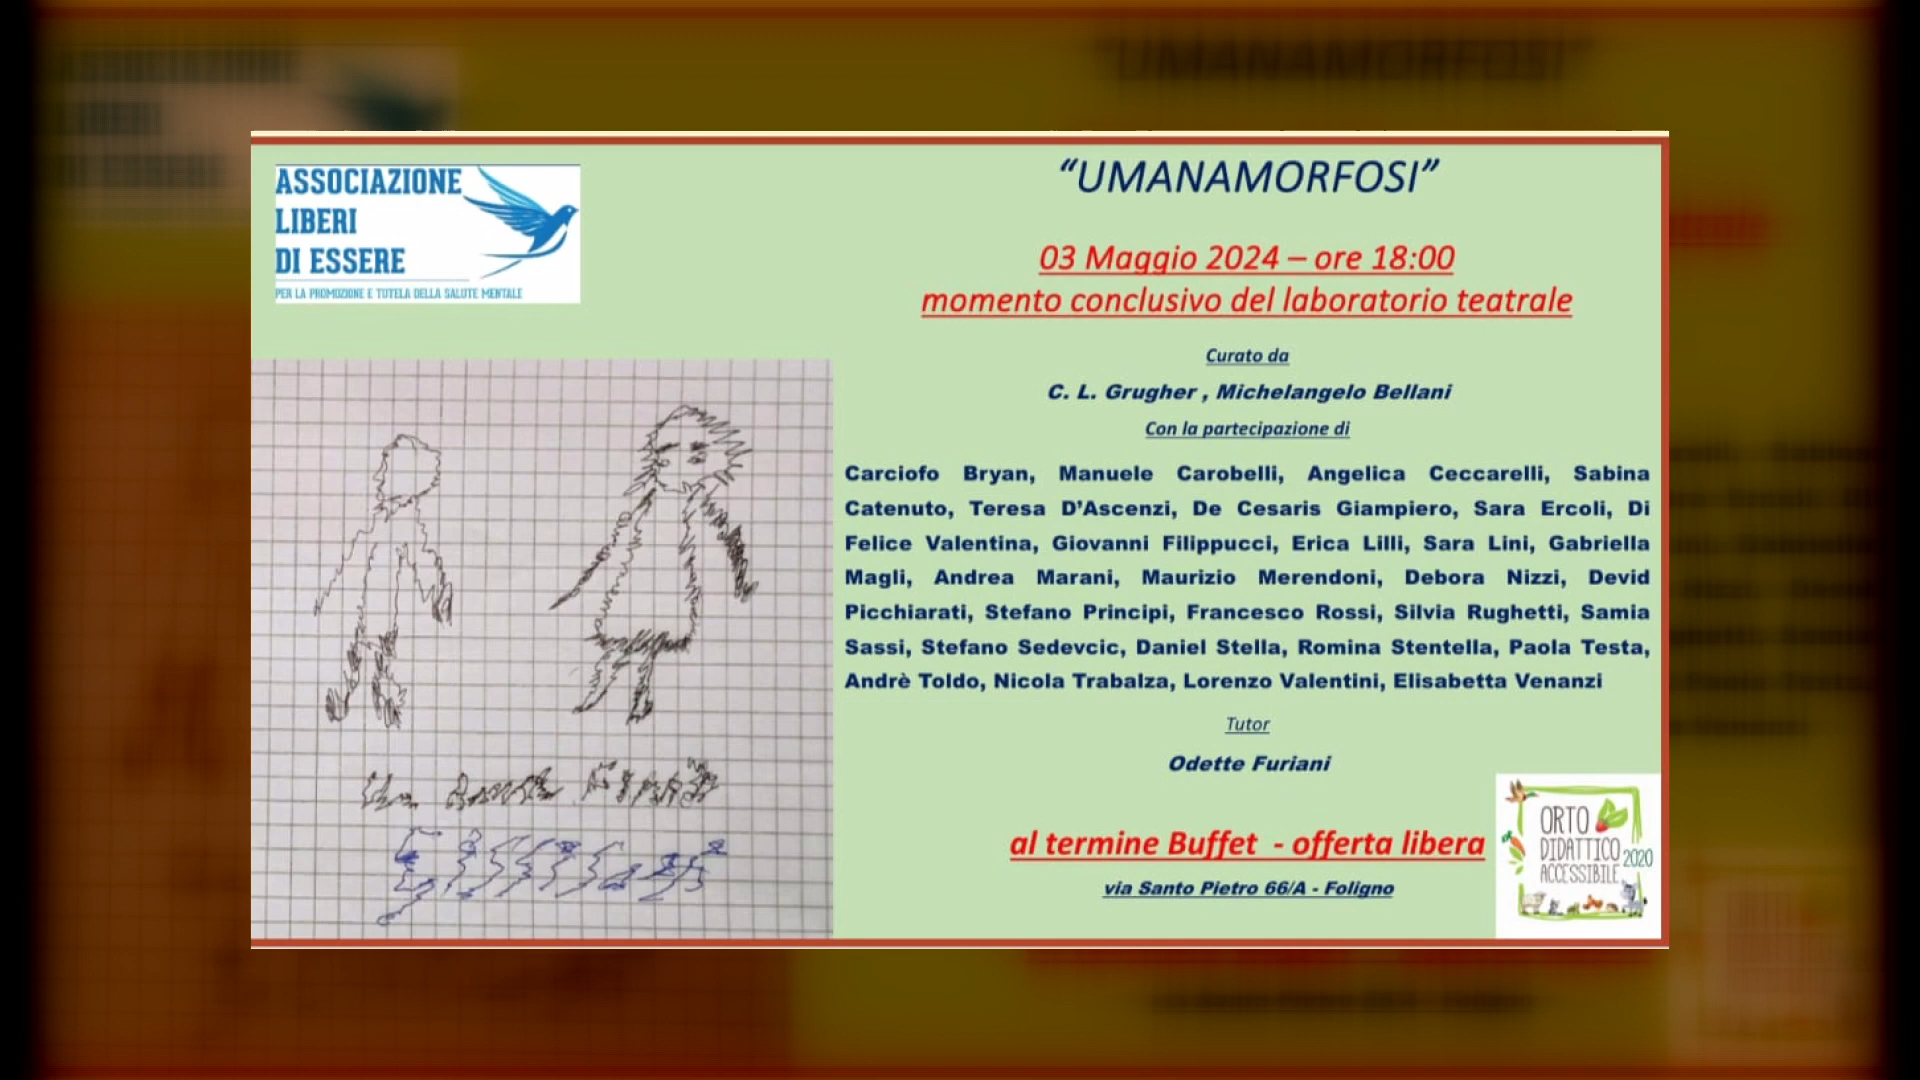 ASSOCIAZIONE
LIBERI
DI ESSERE
PER LA PROMOZIONE E TUTELA DELLA SALUTE MENTALE
“UMANAMORFOSI”
03 Maggio 2024 – ore 18:00
momento conclusivo del laboratorio teatrale
Curato da
C. L. Grugher , Michelangelo Bellani
Con la partecipazione di
Carciofo Bryan, Manuele Carobelli, Angelica Ceccarelli, Sabina
Catenuto, Teresa D’Ascenzi, De Cesaris Giampiero, Sara Ercoli, Di
Felice Valentina, Giovanni Filippucci, Erica Lilli, Sara Lini, Gabriella
Magli, Andrea Marani, Maurizio Merendoni, Debora Nizzi, Devid
Picchiarati, Stefano Principi, Francesco Rossi, Silvia Rughetti, Samia
Sassi, Stefano Sedevcic, Daniel Stella, Romina Stentella, Paola Testa,
Andrè Toldo, Nicola Trabalza, Lorenzo Valentini, Elisabetta Venanzi
Tutor
Odette Furiani
al termine Buffet - offerta libera
via Santo Pietro 66/A - Foligno
ORTO
DIDATTICO
ACCESSIBILE
2020